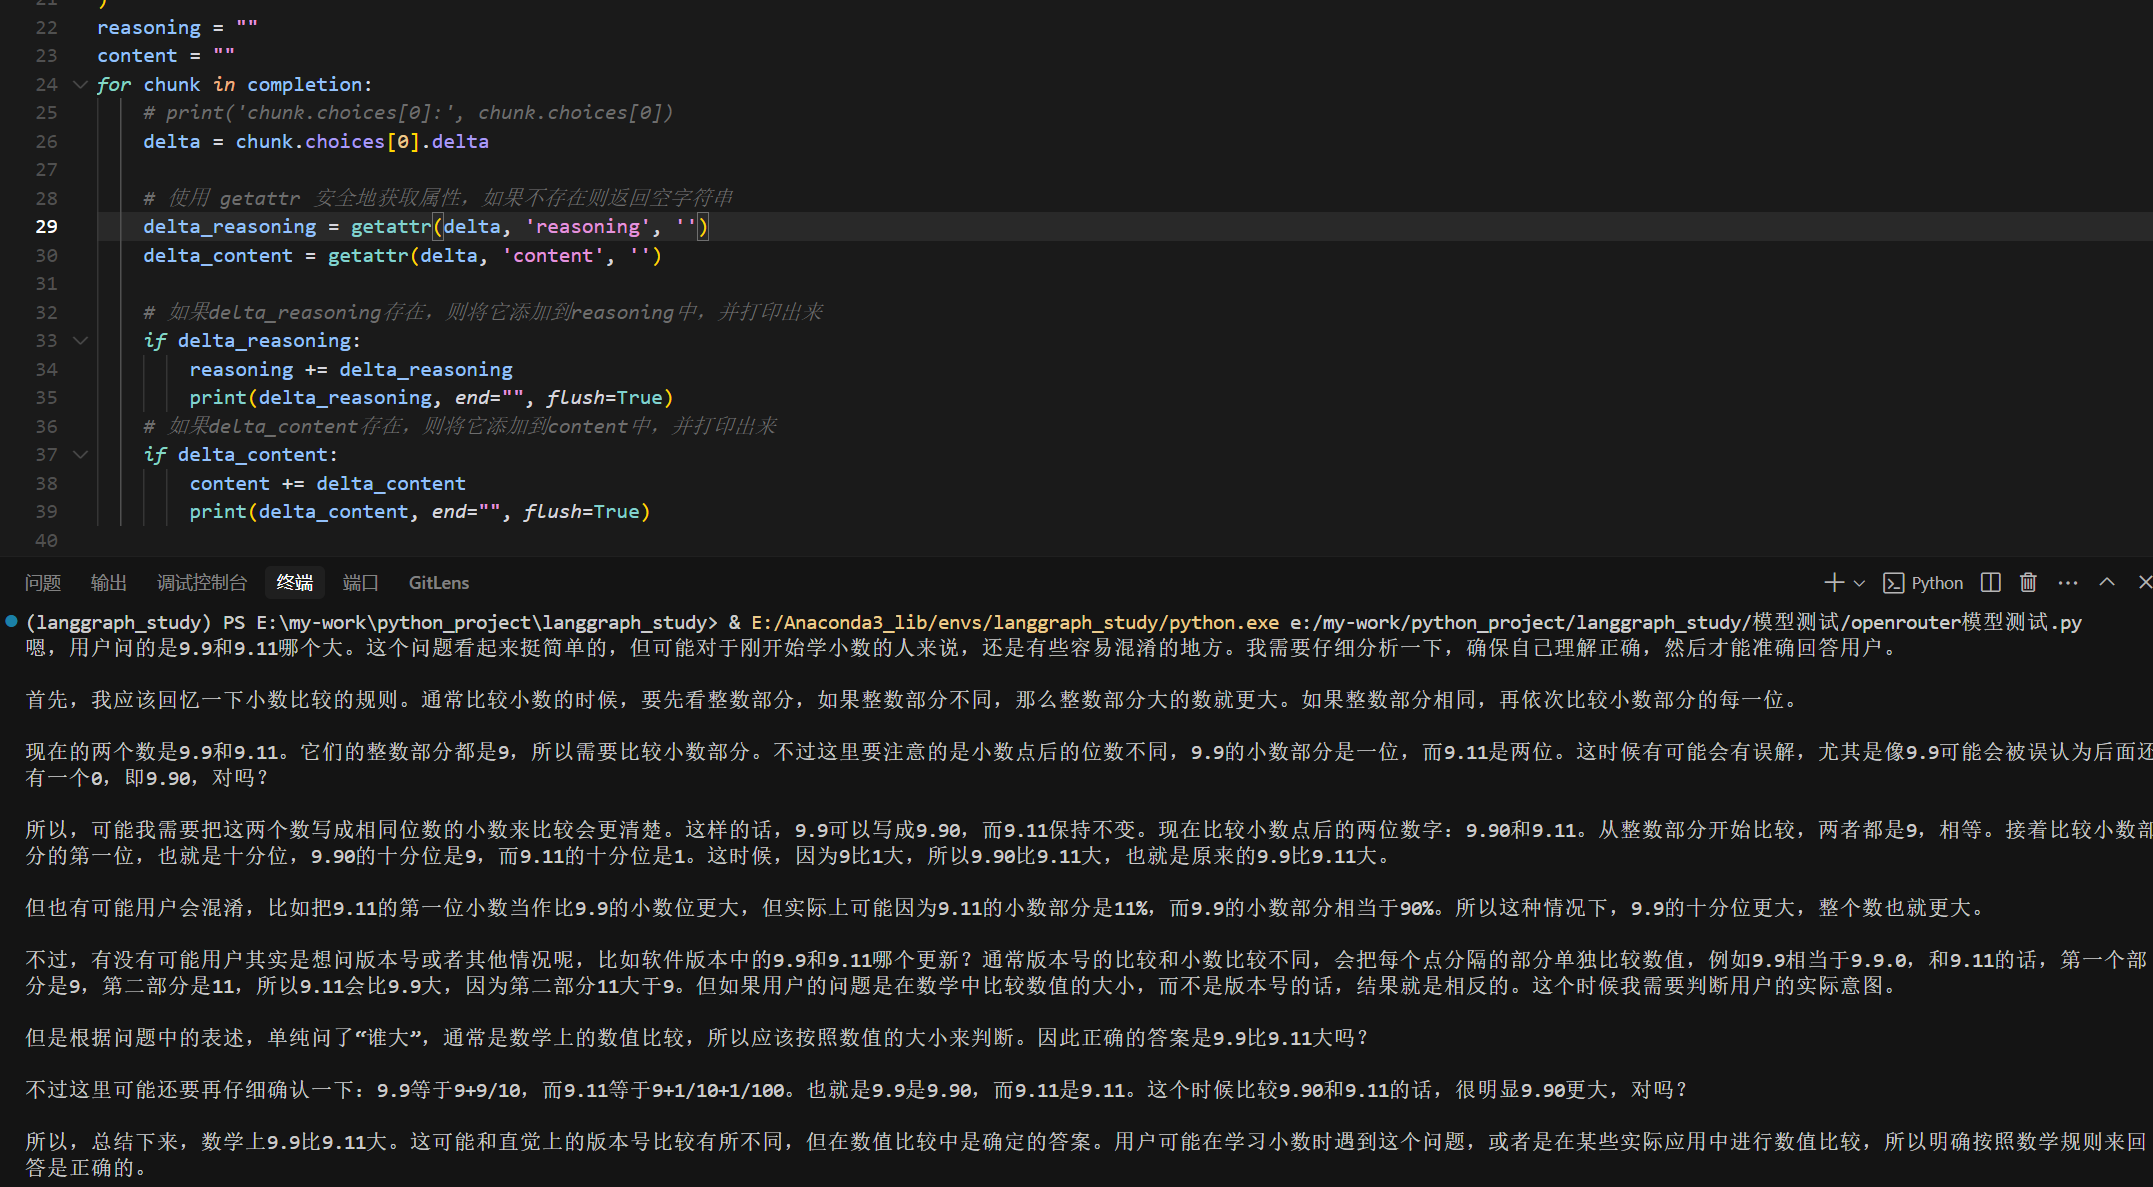 21 )
22 reasoning = ""
23 content = ""
24 for chunk in completion:
25 # print('chunk.choices[0]:', chunk.choices[0])
26 delta = chunk.choices[0].delta
27
28 # 使用 getattr 安全地获取属性，如果不存在则返回空字符串
29 delta_reasoning = getattr(delta, 'reasoning', '')
30 delta_content = getattr(delta, 'content', '')
31
32 # 如果delta_reasoning存在，则将它添加到reasoning中，并打印出来
33 if delta_reasoning:
34 reasoning += delta_reasoning
35 print(delta_reasoning, end="", flush=True)
36 # 如果delta_content存在，则将它添加到content中，并打印出来
37 if delta_content:
38 content += delta_content
39 print(delta_content, end="", flush=True)
40
问题 输出 调试控制台 终端 端口 GitLens Python
(langgraph_study) PS E:\my-work\python_project\langgraph_study> & E:/Anaconda3_lib/envs/langgraph_study/python.exe e:/my-work/python_project/langgraph_study/模型测试/openrouter模型测试.py
嗯，用户问的是9.9和9.11哪个大。这个问题看起来挺简单的，但可能对于刚开始学小数的人来说，还是有些容易混淆的地方。我需要仔细分析一下，确保自己理解正确，然后才能准确回答用户。
首先，我应该回忆一下小数比较的规则。通常比较小数的时候，要先看整数部分，如果整数部分不同，那么整数部分大的数就更大。如果整数部分相同，再依次比较小数部分的每一位。
现在的两个数是9.9和9.11。它们的整数部分都是9，所以需要比较小数部分。不过这里要注意的是小数点后的位数不同，9.9的小数部分是一位，而9.11是两位。这时候有可能会有误解，尤其是像9.9可能会被误认为后面还
有一个0，即9.90，对吗？
所以，可能我需要把这两个数写成相同位数的小数来比较会更清楚。这样的话，9.9可以写成9.90，而9.11保持不变。现在比较小数点后的两位数字：9.90和9.11。从整数部分开始比较，两者都是9，相等。接着比较小数部
分的第一位，也就是十分位，9.90的十分位是9，而9.11的十分位是1。这时候，因为9比1大，所以9.90比9.11大，也就是原来的9.9比9.11大。
但也有可能用户会混淆，比如把9.11的第一位小数当作比9.9的小数位更大，但实际上可能因为9.11的小数部分是11%，而9.9的小数部分相当于90%。所以这种情况下，9.9的十分位更大，整个数也就更大。
不过，有没有可能用户其实是想问版本号或者其他情况呢，比如软件版本中的9.9和9.11哪个更新？通常版本号的比较和小数比较不同，会把每个点分隔的部分单独比较数值，例如9.9相当于9.9.0，和9.11的话，第一个部
分是9，第二部分是11，所以9.11会比9.9大，因为第二部分11大于9。但如果用户的问题是在数学中比较数值的大小，而不是版本号的话，结果就是相反的。这个时候我需要判断用户的实际意图。
但是根据问题中的表述，单纯问了“谁大”，通常是数学上的数值比较，所以应该按照数值的大小来判断。因此正确的答案是9.9比9.11大吗？
不过这里可能还要再仔细确认一下：9.9等于9+9/10，而9.11等于9+1/10+1/100。也就是9.9是9.90，而9.11是9.11。这个时候比较9.90和9.11的话，很明显9.90更大，对吗？
所以，总结下来，数学上9.9比9.11大。这可能和直觉上的版本号比较有所不同，但在数值比较中是确定的答案。用户可能在学习小数时遇到这个问题，或者是在某些实际应用中进行数值比较，所以明确按照数学规则来回
答是正确的。